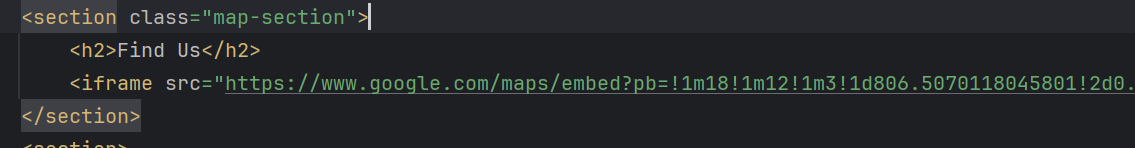 <section class="map-section">
<h2>Find Us</h2>
<iframe src="https://www.google.com/maps/embed?pb=!1m18!1m12!1m3!1d806.5070118045801!2d0.
</section>
<section>